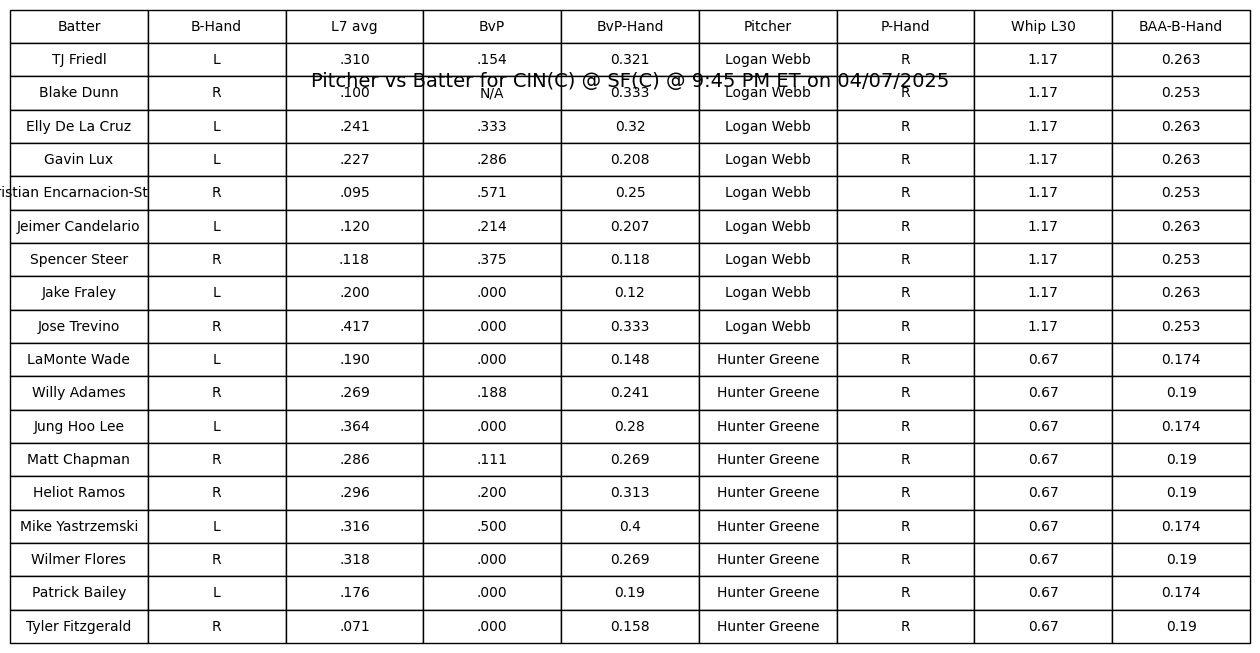 Batter B-Hand L7 avg BvP BvP-Hand Pitcher P-Hand Whip L30 BAA-B-Hand
TJ Friedl L .310 .154 0.321 Logan Webb R 1.17 0.263
Pitcher vs Batter for CIN(C) @ SF(C) @ 9:45 PM ET on 04/07/2025
Blake Dunn R .100 N/A 0.333 Logan Webb R 1.17 0.253
Elly De La Cruz L .241 .333 0.32 Logan Webb R 1.17 0.263
Gavin Lux L .227 .286 0.208 Logan Webb R 1.17 0.263
ristian Encarnacion-St R .095 .571 0.25 Logan Webb R 1.17 0.253
Jeimer Candelario L .120 .214 0.207 Logan Webb R 1.17 0.263
Spencer Steer R .118 .375 0.118 Logan Webb R 1.17 0.253
Jake Fraley L .200 .000 0.12 Logan Webb R 1.17 0.263
Jose Trevino R .417 .000 0.333 Logan Webb R 1.17 0.253
LaMonte Wade L .190 .000 0.148 Hunter Greene R 0.67 0.174
Willy Adames R .269 .188 0.241 Hunter Greene R 0.67 0.19
Jung Hoo Lee L .364 .000 0.28 Hunter Greene R 0.67 0.174
Matt Chapman R .286 .111 0.269 Hunter Greene R 0.67 0.19
Heliot Ramos R .296 .200 0.313 Hunter Greene R 0.67 0.19
Mike Yastrzemski L .316 .500 0.4 Hunter Greene R 0.67 0.174
Wilmer Flores R .318 .000 0.269 Hunter Greene R 0.67 0.19
Patrick Bailey L .176 .000 0.19 Hunter Greene R 0.67 0.174
Tyler Fitzgerald R .071 .000 0.158 Hunter Greene R 0.67 0.19